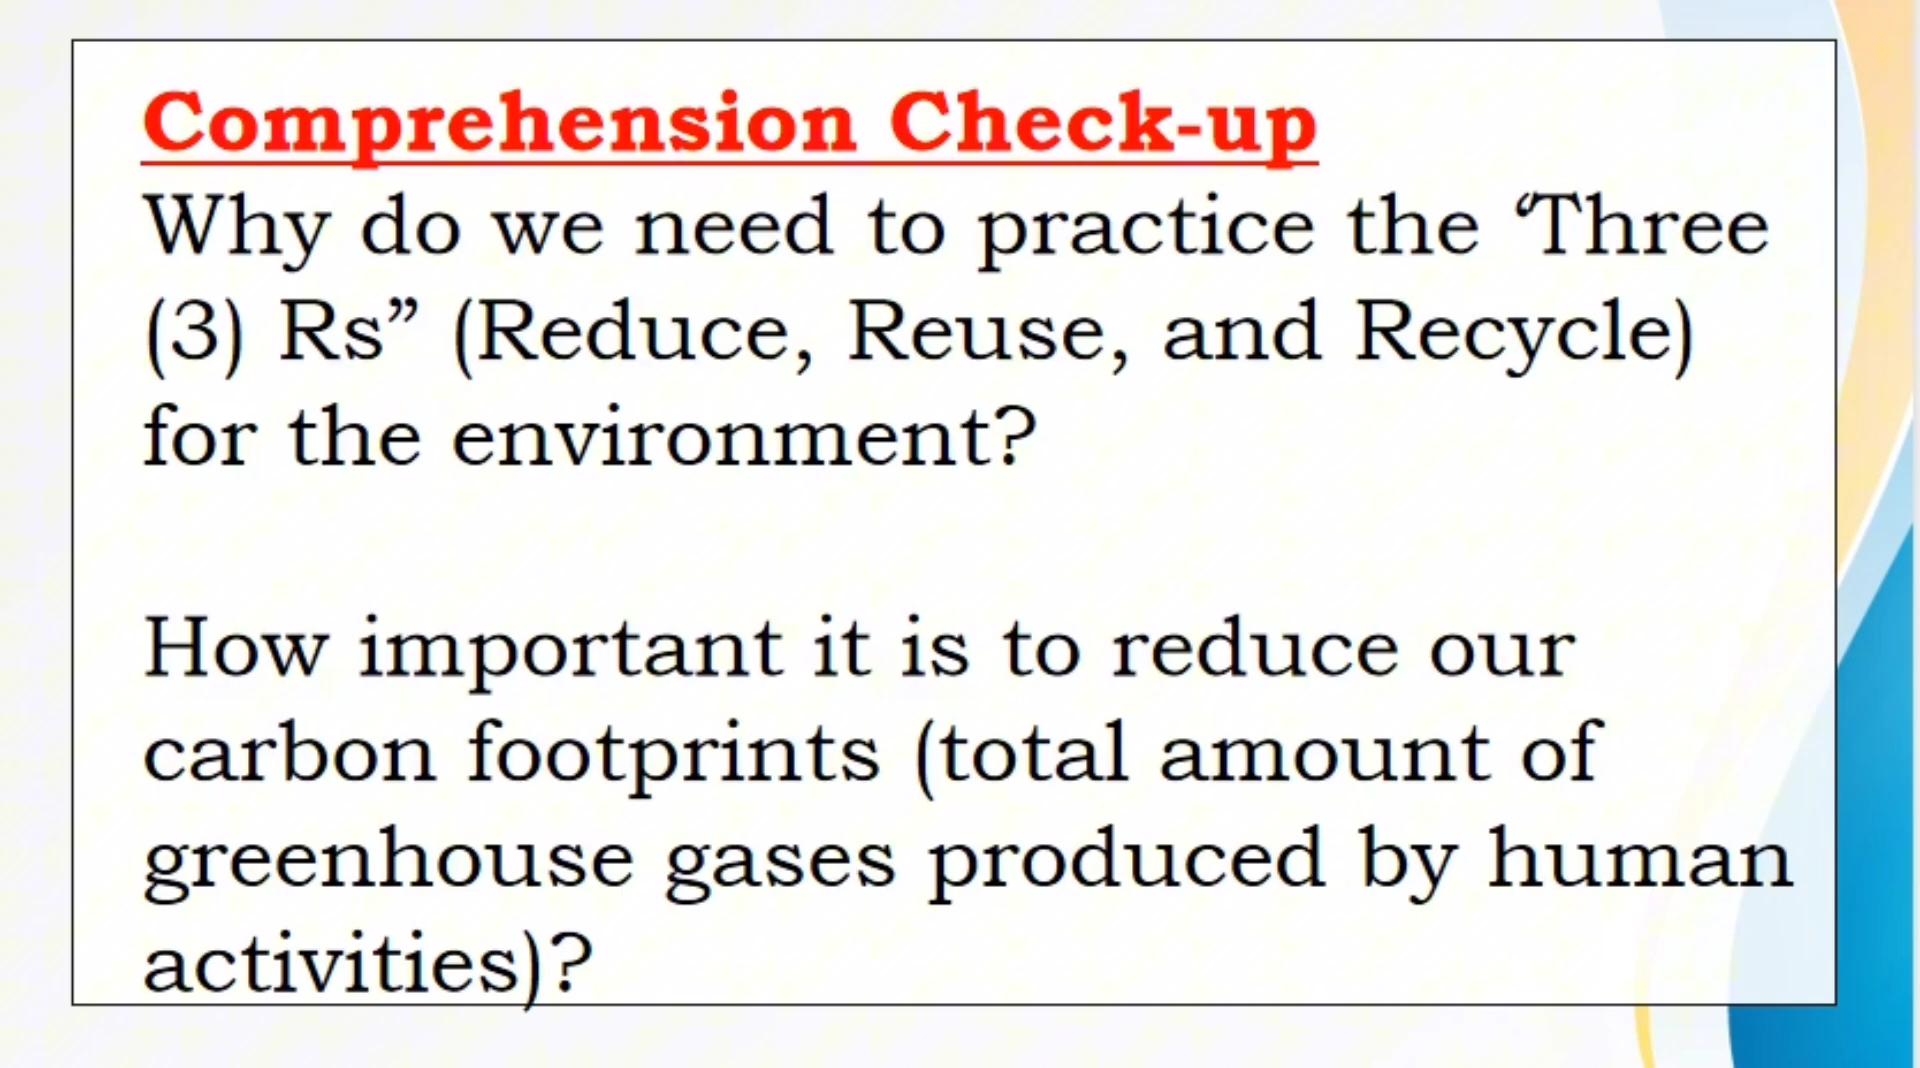 Comprehension Check-up
Why do we need to practice the ‘Three
(3) Rs” (Reduce, Reuse, and Recycle)
for the environment?
How important it is to reduce our
carbon footprints (total amount of
greenhouse gases produced by human
activities)?